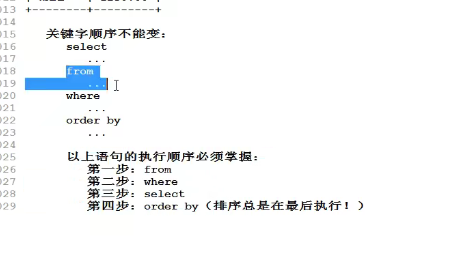 013 +--------+---------+
014
015 关键字顺序不能变:
016 select
017 ...
018 from
019 ...
020 where
021 ...
022 order by
023 ...
024
025 以上语句的执行顺序必须掌握:
026 第一步: from
027 第二步: where
028 第三步: select
029 第四步: order by (排序总是在最后执行!)